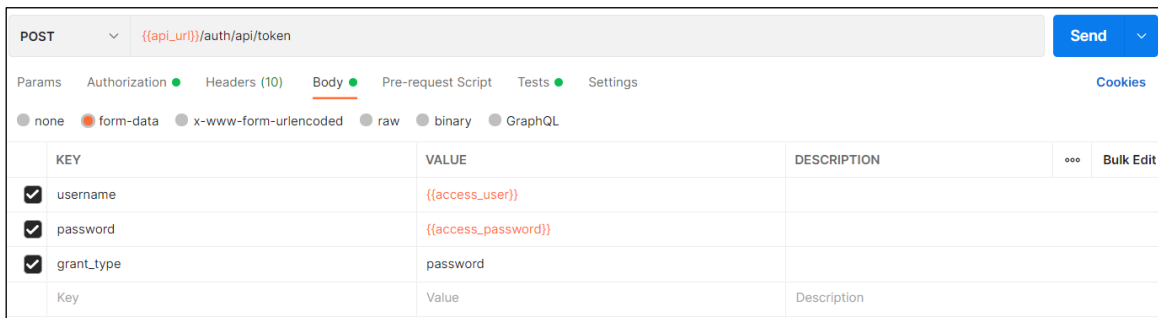 POST {{api_url}}/auth/api/token Send
Params Authorization Headers (10) Body Pre-request Script Tests Settings Cookies
none form-data x-www-form-urlencoded raw binary GraphQL
KEY VALUE DESCRIPTION ooo Bulk Edit
username {{access_user}}
password {{access_password}}
grant_type password
Key Value Description